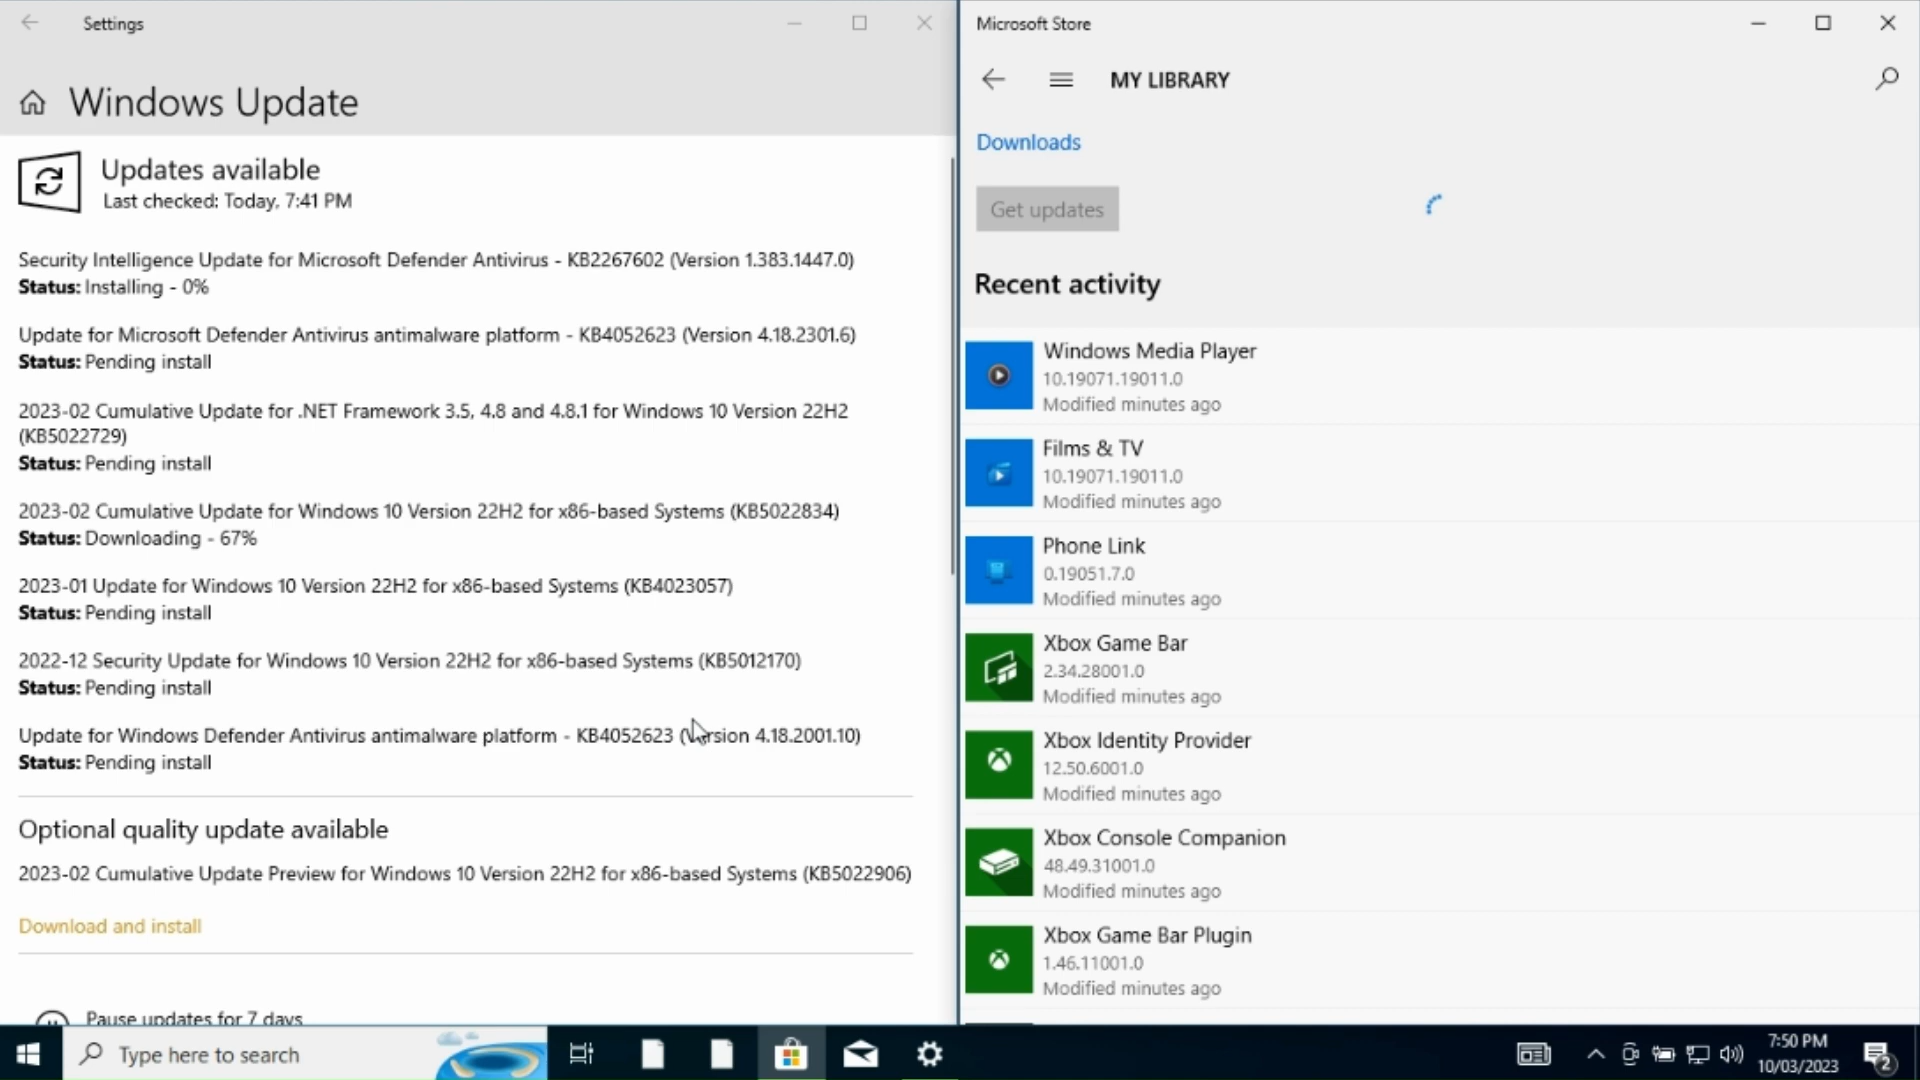 Settings
Windows Update
Updates available
Last checked: Today, 7:41 PM
Security Intelligence Update for Microsoft Defender Antivirus - KB2267602 (Version 1.383.1447.0)
Status: Installing - 0%
Update for Microsoft Defender Antivirus antimalware platform - KB4052623 (Version 4.18.2301.6)
Status: Pending install
2023-02 Cumulative Update for .NET Framework 3.5, 4.8 and 4.8.1 for Windows 10 Version 22H2
(KB5022729)
Status: Pending install
2023-02 Cumulative Update for Windows 10 Version 22H2 for x86-based Systems (KB5022834)
Status: Downloading - 67%
2023-01 Update for Windows 10 Version 22H2 for x86-based Systems (KB4023057)
Status: Pending install
2022-12 Security Update for Windows 10 Version 22H2 for x86-based Systems (KB5012170)
Status: Pending install
Update for Windows Defender Antivirus antimalware platform - KB4052623 (Version 4.18.2001.10)
Status: Pending install
Optional quality update available
2023-02 Cumulative Update Preview for Windows 10 Version 22H2 for x86-based Systems (KB5022906)
Download and install
Pause updates for 7 days
Microsoft Store
MY LIBRARY
Downloads
Get updates
Recent activity
Windows Media Player
10.19071.19011.0
Modified minutes ago
Films & TV
10.19071.19011.0
Modified minutes ago
Phone Link
0.19051.7.0
Modified minutes ago
Xbox Game Bar
2.34.28001.0
Modified minutes ago
Xbox Identity Provider
12.50.6001.0
Modified minutes ago
Xbox Console Companion
48.49.31001.0
Modified minutes ago
Xbox Game Bar Plugin
1.46.11001.0
Modified minutes ago
Type here to search
7:50 PM
10/03/2023
2